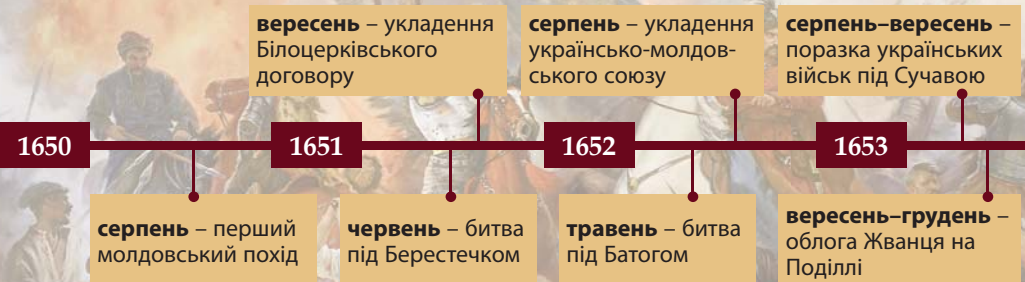 вересень – укладення
Білоцерківського
договору
серпень – укладення
українсько-молдов-
ського союзу
серпень–вересень –
поразка українських
військ під Сучавою
1650
1651
1652
1653
серпень – перший
молдовський похід
червень – битва
під Берестечком
травень – битва
під Батогом
вересень–грудень –
облога Жванця на
Поділлі